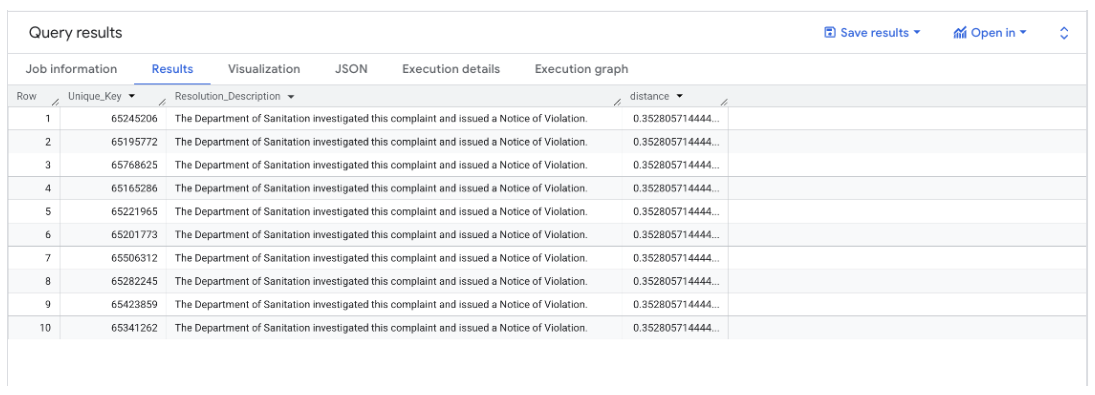 Query results Save results Open in
Job information Results Visualization JSON Execution details Execution graph
Row Unique_Key Resolution_Description distance
1 65245206 The Department of Sanitation investigated this complaint and issued a Notice of Violation. 0.352805714444...
2 65195772 The Department of Sanitation investigated this complaint and issued a Notice of Violation. 0.352805714444...
3 65768625 The Department of Sanitation investigated this complaint and issued a Notice of Violation. 0.352805714444...
4 65165286 The Department of Sanitation investigated this complaint and issued a Notice of Violation. 0.352805714444...
5 65221965 The Department of Sanitation investigated this complaint and issued a Notice of Violation. 0.352805714444...
6 65201773 The Department of Sanitation investigated this complaint and issued a Notice of Violation. 0.352805714444...
7 65506312 The Department of Sanitation investigated this complaint and issued a Notice of Violation. 0.352805714444...
8 65282245 The Department of Sanitation investigated this complaint and issued a Notice of Violation. 0.352805714444...
9 65423859 The Department of Sanitation investigated this complaint and issued a Notice of Violation. 0.352805714444...
10 65341262 The Department of Sanitation investigated this complaint and issued a Notice of Violation. 0.352805714444...